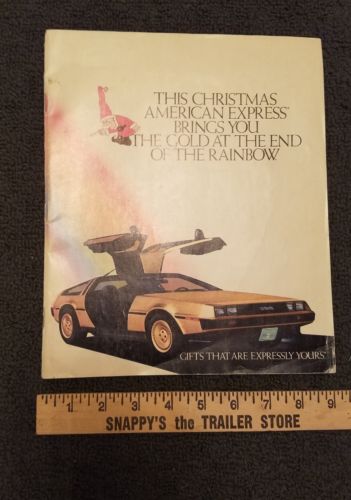 THIS CHRISTMAS
AMERICAN EXPRESS
BRINGS YOU
THE GOLD AT THE END
OF THE RAINBOW
GIFTS THAT ARE EXPRESSLY YOURS
1 2 3 4 5 6 7 8 9
SNAPPY'S the TRAILER STORE